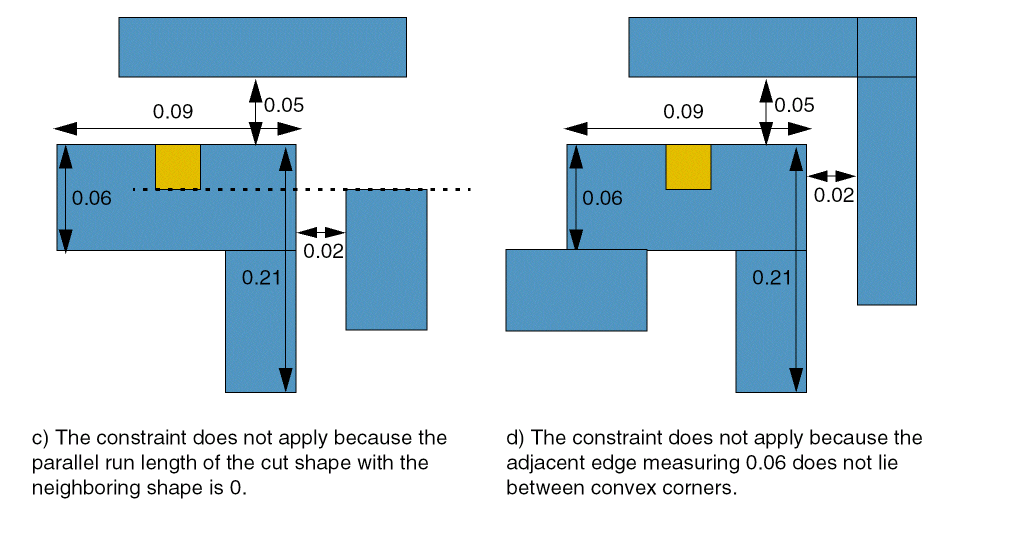 0.09
0.05
0.06
0.02
0.21
0.09
0.05
0.06
0.02
0.21
c) The constraint does not apply because the
parallel run length of the cut shape with the
neighboring shape is 0.
d) The constraint does not apply because the
adjacent edge measuring 0.06 does not lie
between convex corners.